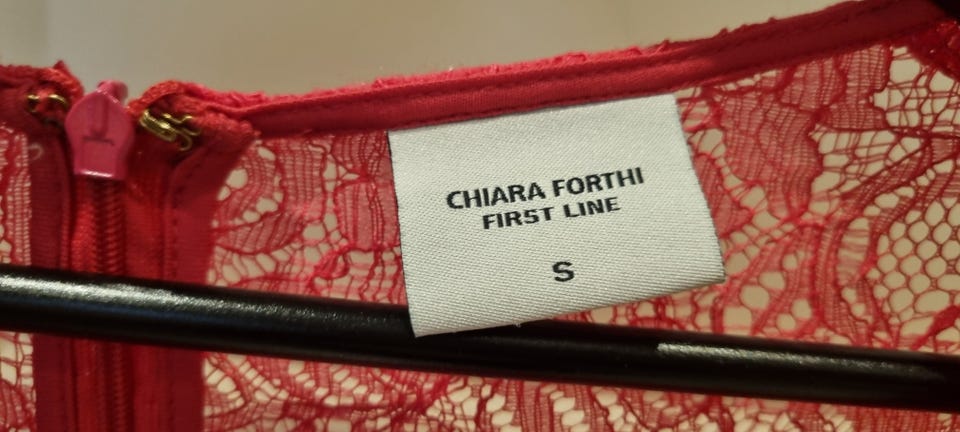 CHIARA FORTHI
FIRST LINE
S